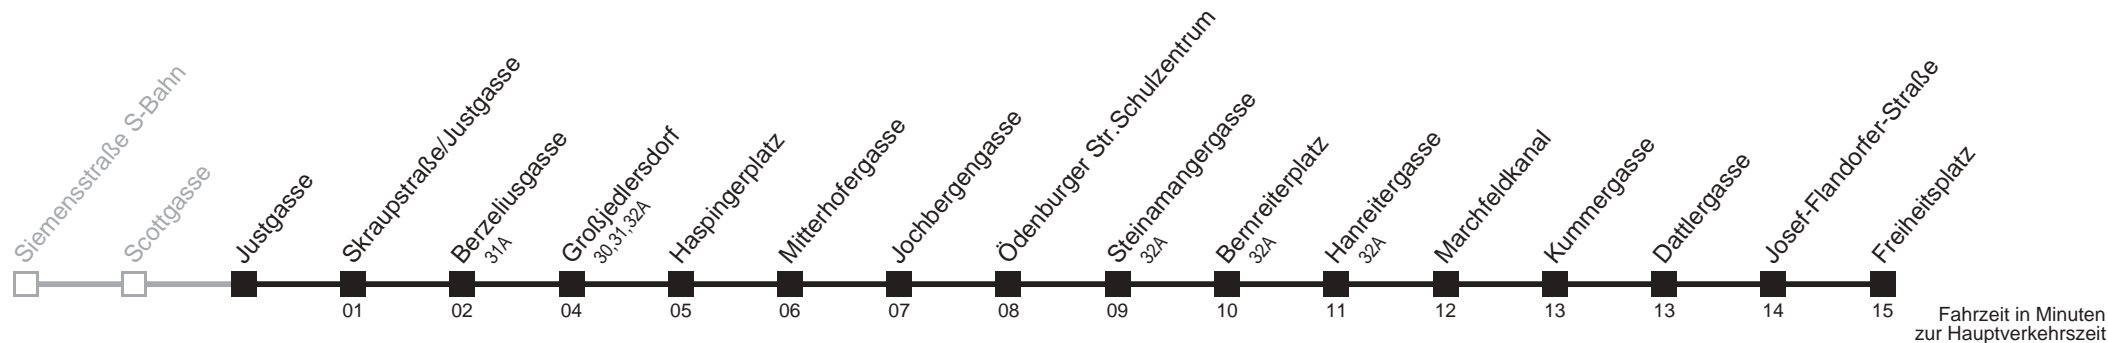 Siemensstraße S-Bahn
Scottgasse
Justgasse
Skraupstraße/Justgasse
Berzeliusgasse
31A
Großjedlersdorf
30,31,32A
Haspingerplatz
Mitterhofergasse
Jochbergengasse
Ödenburger Str.Schulzentrum
Steinamangergasse
32A
Bernreiterplatz
32A
Hanreitergasse
32A
Marchfeldkanal
Kummergasse
Dattlergasse
Josef-Flandorfer-Straße
Freiheitsplatz
01 02 04 05 06 07 08 09 10 11 12 13 13 14 15
Fahrzeit in Minuten
zur Hauptverkehrszeit